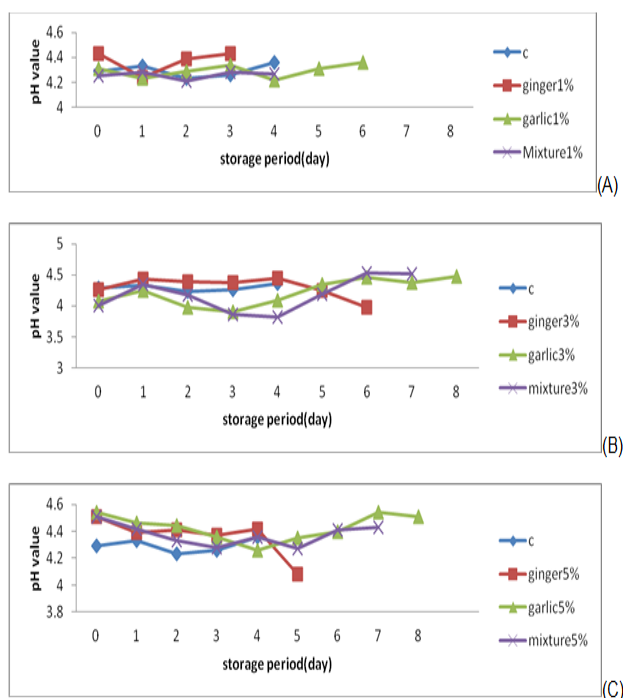 4.6
4.4
4.2
4
pH value
0 1 2 3 4 5 6 7 8
storage period(day)
c
ginger1%
garlic1%
Mixture1%
(A)
5
4.5
4
3.5
3
pH value
0 1 2 3 4 5 6 7 8
storage period(day)
c
ginger3%
garlic3%
mixture3%
(B)
4.6
4.4
4.2
4
3.8
pH value
0 1 2 3 4 5 6 7 8
storage period(day)
c
ginger5%
garlic5%
mixture5%
(C)